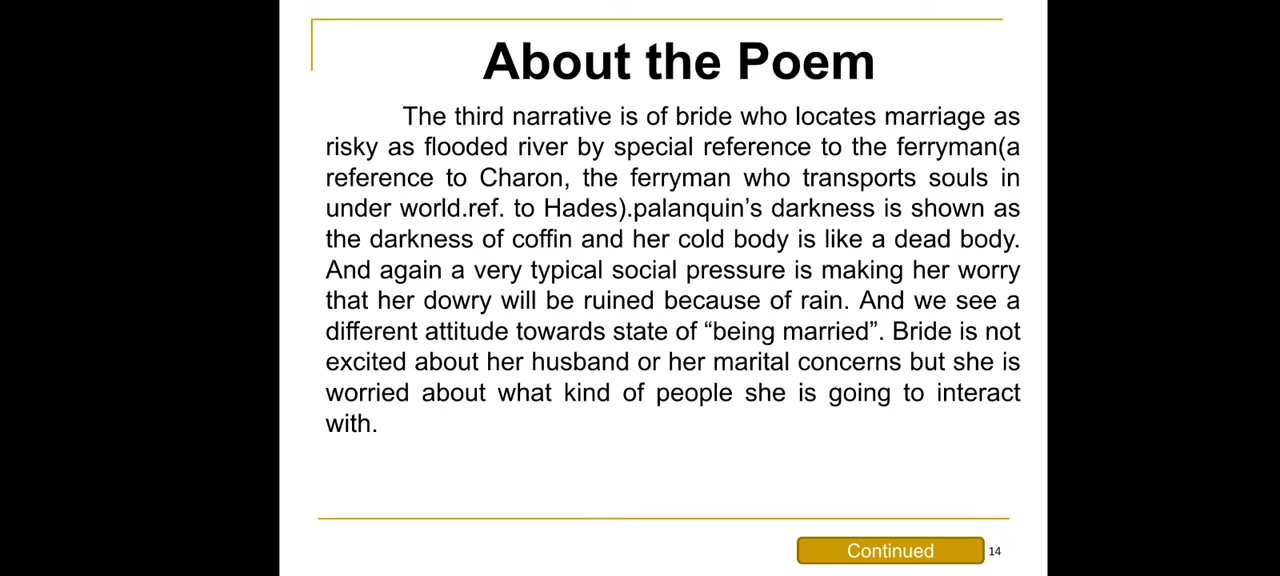 About the Poem
The third narrative is of bride who locates marriage as
risky as flooded river by special reference to the ferryman(a
reference to Charon, the ferryman who transports souls in
under world.ref. to Hades).palanquin's darkness is shown as
the darkness of coffin and her cold body is like a dead body.
And again a very typical social pressure is making her worry
that her dowry will be ruined because of rain. And we see a
different attitude towards state of “being married”. Bride is not
excited about her husband or her marital concerns but she is
worried about what kind of people she is going to interact
with.
Continued
14